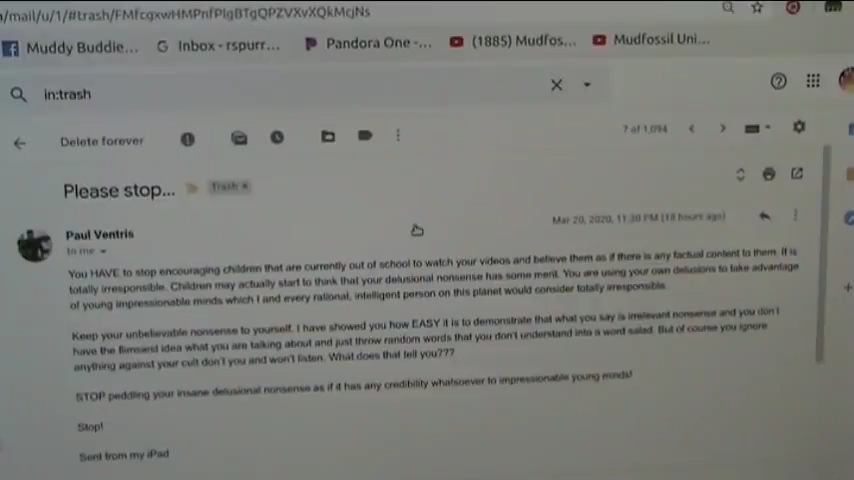 /mail/u/1/#trash/FMfcgxwHMPnfPlgBTgQPZVXvXQkMcjNs
Muddy Buddie... G Inbox - rspurr... Pandora One -... (1885) Mudfos... Mudfossil Uni...
in:trash
Delete forever 7 of 1,094
Please stop... Trash x
Paul Ventris Mar 20, 2020, 11:30 PM (18 hours ago)
to me
You HAVE to stop encouraging children that are currently out of school to watch your videos and believe them as if there is any factual content to them. It is
totally irresponsible. Children may actually start to think that your delusional nonsense has some merit. You are using your own delusions to take advantage
of young impressionable minds which I and every rational, intelligent person on this planet would consider totally irresponsible.
Keep your unbelievable nonsense to yourself. I have showed you how EASY it is to demonstrate that what you say is irrelevant nonsense and you don't
have the flimsiest idea what you are talking about and just throw random words that you don't understand into a word salad. But of course you ignore
anything against your cult don't you and won't listen. What does that tell you???
STOP peddling your insane delusional nonsense as if it has any credibility whatsoever to impressionable young minds!
Stop!
Sent from my iPad